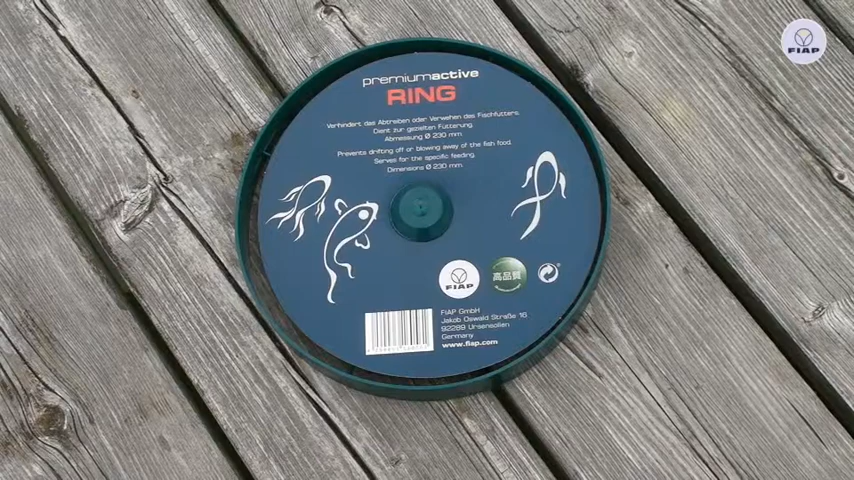 FIAP
premiumactive
RING
Verhindert das Abtreiben oder Verwehen des Fischfutters.
Dient zur gezielten Fütterung.
Abmessung Ø 230 mm
Prevents drifting off or blowing away of the fish food.
Serves for the specific feeding.
Dimensions Ø 230 mm
FIAP
高品質
FIAP GmbH
Jakob Oswald Straße 16
92289 Ursensollen
Germany
www.fiap.com